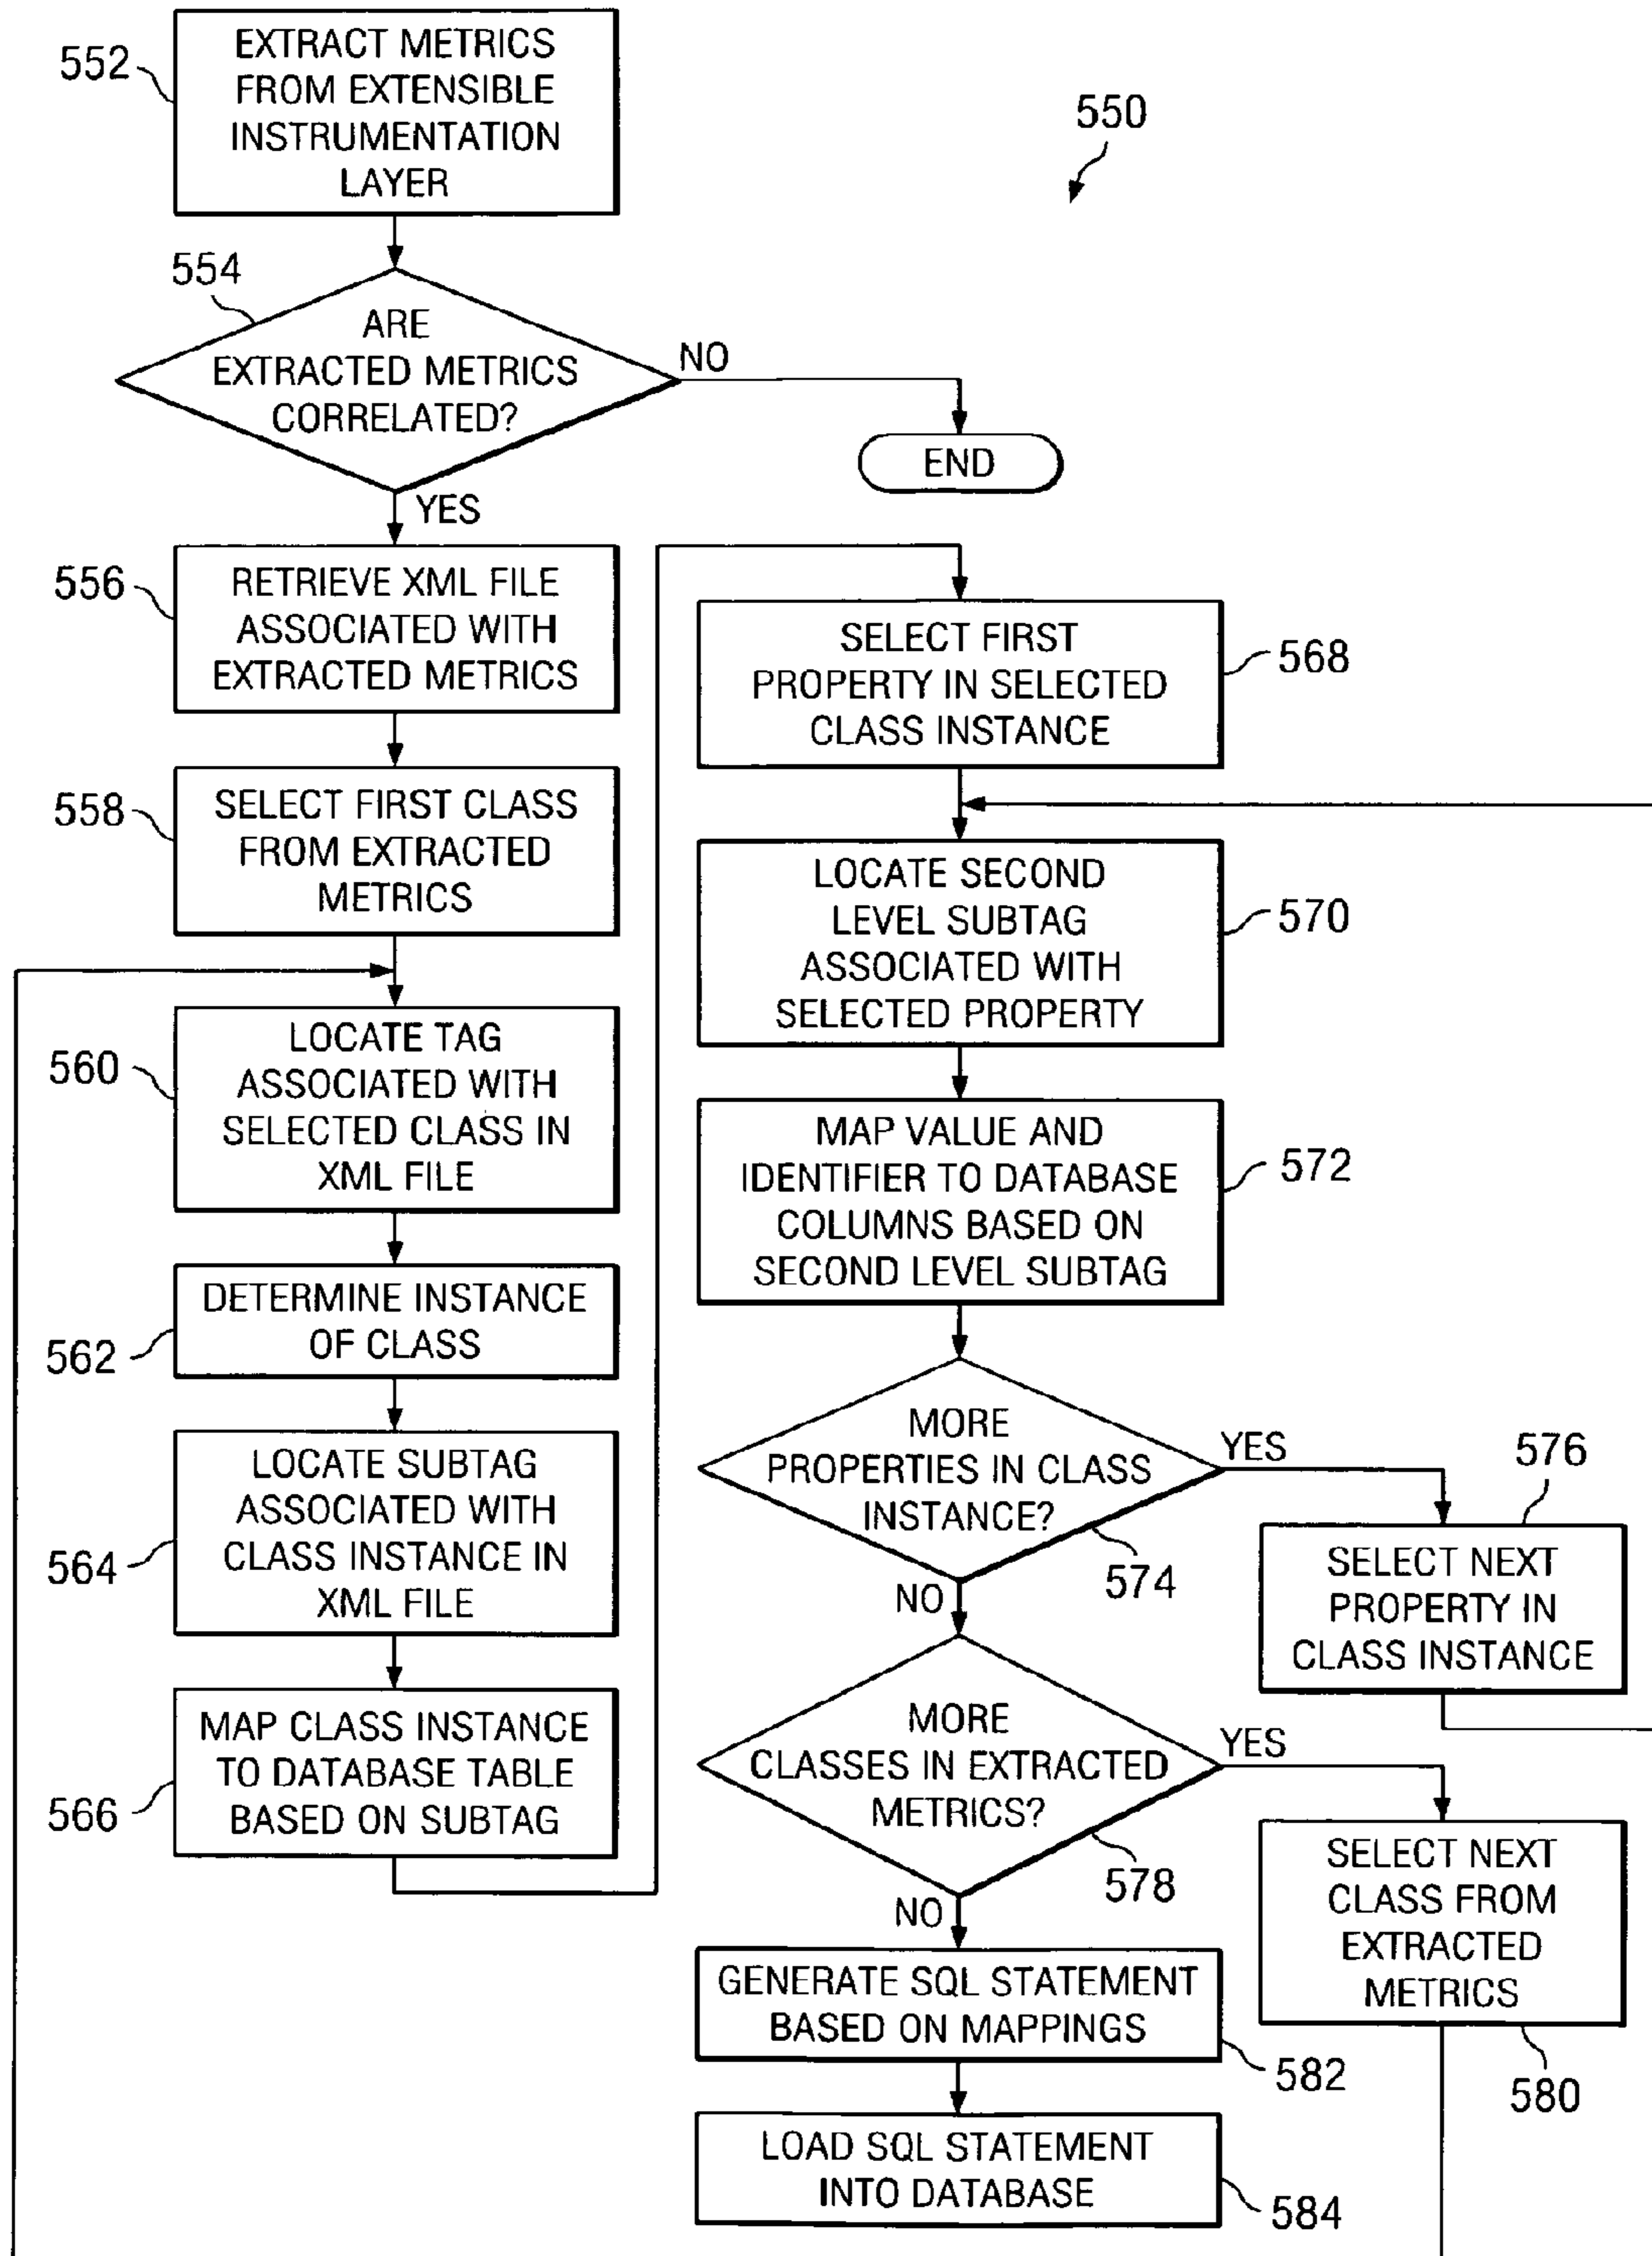 552
EXTRACT METRICS
FROM EXTENSIBLE
INSTRUMENTATION
LAYER
550
554
ARE
EXTRACTED METRICS
CORRELATED?
NO
END
YES
556
RETRIEVE XML FILE
ASSOCIATED WITH
EXTRACTED METRICS
558
SELECT FIRST CLASS
FROM EXTRACTED
METRICS
560
LOCATE TAG
ASSOCIATED WITH
SELECTED CLASS IN
XML FILE
562
DETERMINE INSTANCE
OF CLASS
564
LOCATE SUBTAG
ASSOCIATED WITH
CLASS INSTANCE IN
XML FILE
566
MAP CLASS INSTANCE
TO DATABASE TABLE
BASED ON SUBTAG
SELECT FIRST
PROPERTY IN SELECTED
CLASS INSTANCE
568
LOCATE SECOND
LEVEL SUBTAG
ASSOCIATED WITH
SELECTED PROPERTY
570
MAP VALUE AND
IDENTIFIER TO DATABASE
COLUMNS BASED ON
SECOND LEVEL SUBTAG
572
MORE
PROPERTIES IN CLASS
INSTANCE?
574
YES
576
SELECT NEXT
PROPERTY IN
CLASS INSTANCE
NO
MORE
CLASSES IN EXTRACTED
METRICS?
578
YES
SELECT NEXT
CLASS FROM
EXTRACTED
METRICS
580
NO
GENERATE SQL STATEMENT
BASED ON MAPPINGS
582
LOAD SQL STATEMENT
INTO DATABASE
584